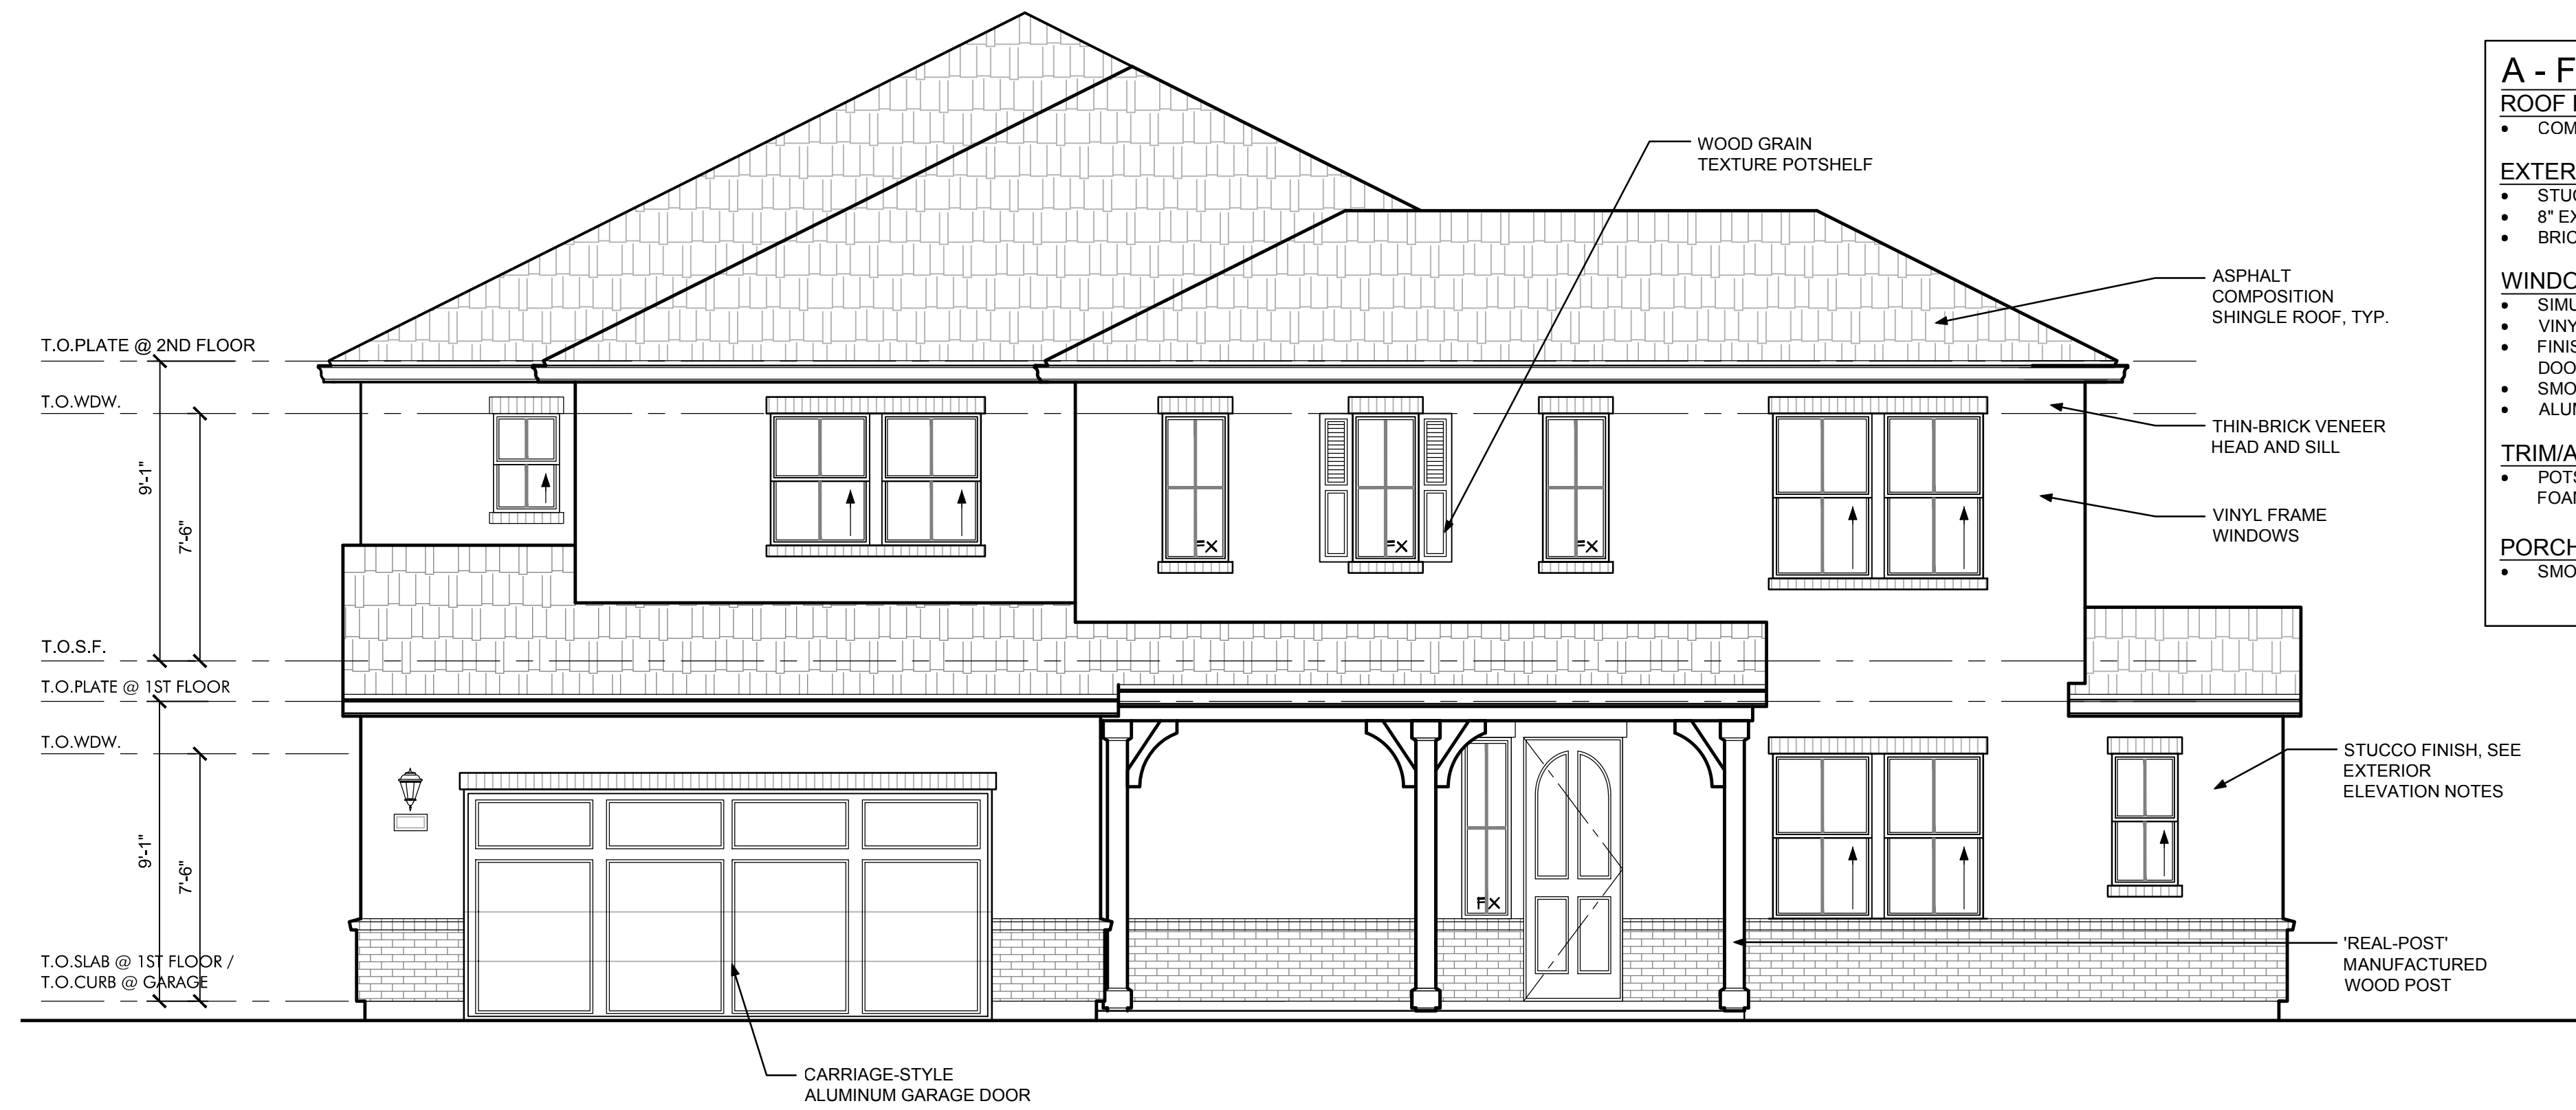 WOOD GRAIN
TEXTURE POTSHELF
ASPHALT
COMPOSITION
SHINGLE ROOF, TYP.
THIN-BRICK VENEER
HEAD AND SILL
VINYL FRAME
WINDOWS
STUCCO FINISH, SEE
EXTERIOR
ELEVATION NOTES
'REAL-POST'
MANUFACTURED
WOOD POST
CARRIAGE-STYLE
ALUMINUM GARAGE DOOR
T.O.PLATE @ 2ND FLOOR
T.O.WDW.
9'-1"
7'-6"
T.O.S.F.
T.O.PLATE @ 1ST FLOOR
T.O.WDW.
9'-1"
7'-6"
T.O.SLAB @ 1ST FLOOR /
T.O.CURB @ GARAGE
FX
FX
FX
FX
A - F
ROOF
• COM
EXTER
• STUC
• 8" EX
• BRIC
WINDO
• SIMU
• VINY
• FINIS
DOO
• SMO
• ALUM
TRIM/A
• POTS
FOAM
PORCH
• SMO